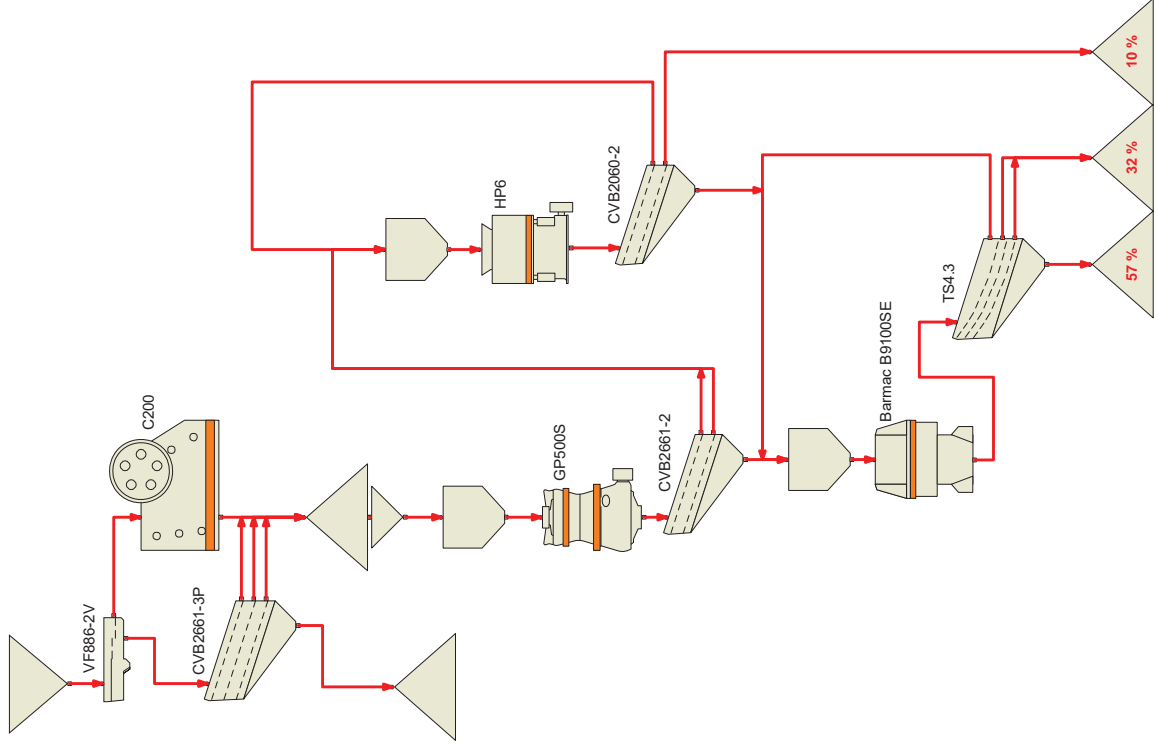 VF886-2V
C200
CVB2661-3P
GP500S
CVB2661-2
HP6
CVB2060-2
Barmac B9100SE
TS4.3
57 %
32 %
10 %